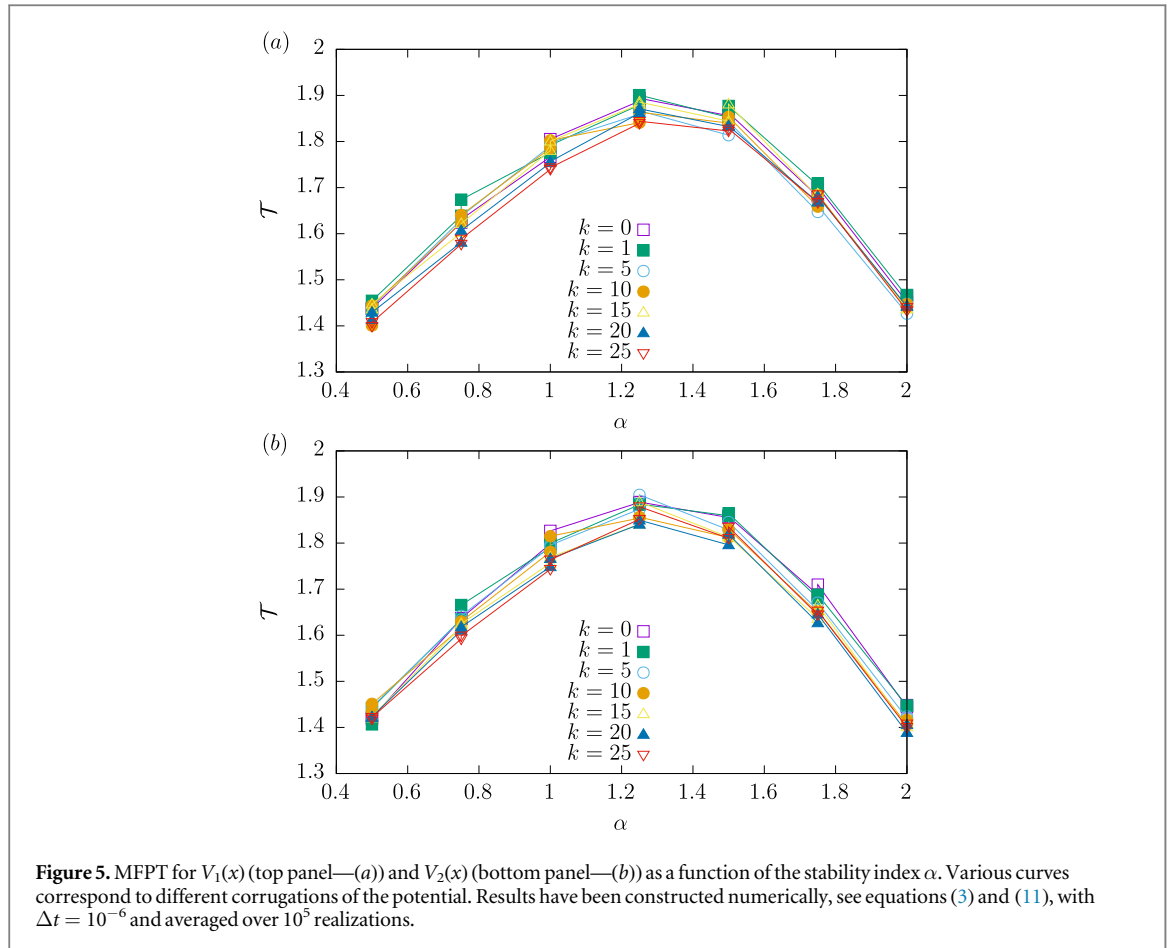 (a)
2
1.9
1.8
1.7
1.6
1.5
1.4
1.3
𝒯
k = 0
k = 1
k = 5
k = 10
k = 15
k = 20
k = 25
0.4 0.6 0.8 1 1.2 1.4 1.6 1.8 2
α
(b)
2
1.9
1.8
1.7
1.6
1.5
1.4
1.3
𝒯
k = 0
k = 1
k = 5
k = 10
k = 15
k = 20
k = 25
0.4 0.6 0.8 1 1.2 1.4 1.6 1.8 2
α
Figure 5. MFPT for V₁(x) (top panel—(a)) and V₂(x) (bottom panel—(b)) as a function of the stability index α. Various curves
correspond to different corrugations of the potential. Results have been constructed numerically, see equations (3) and (11), with
Δt = 10⁻⁶ and averaged over 10⁵ realizations.